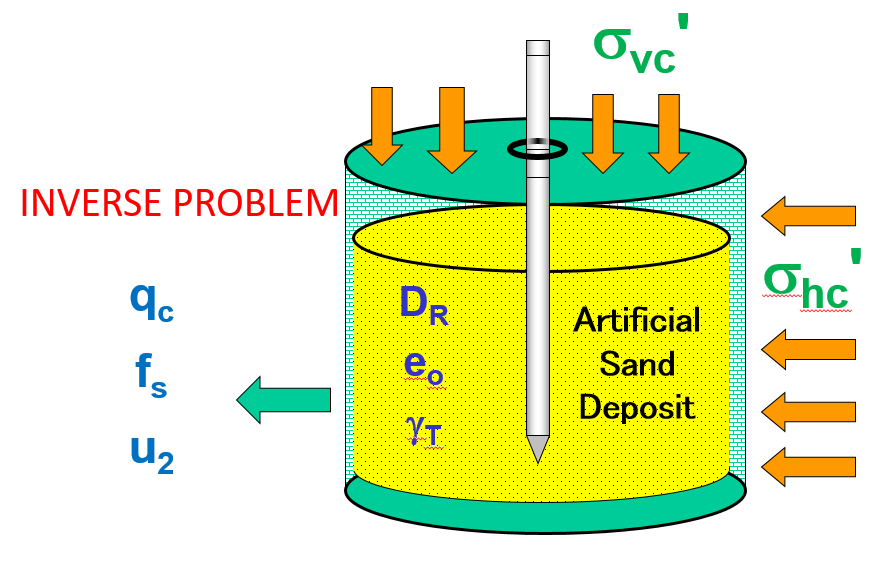 σvc'
INVERSE PROBLEM
σhc'
qc
fs
u2
DR
eo
γT
Artificial
Sand
Deposit